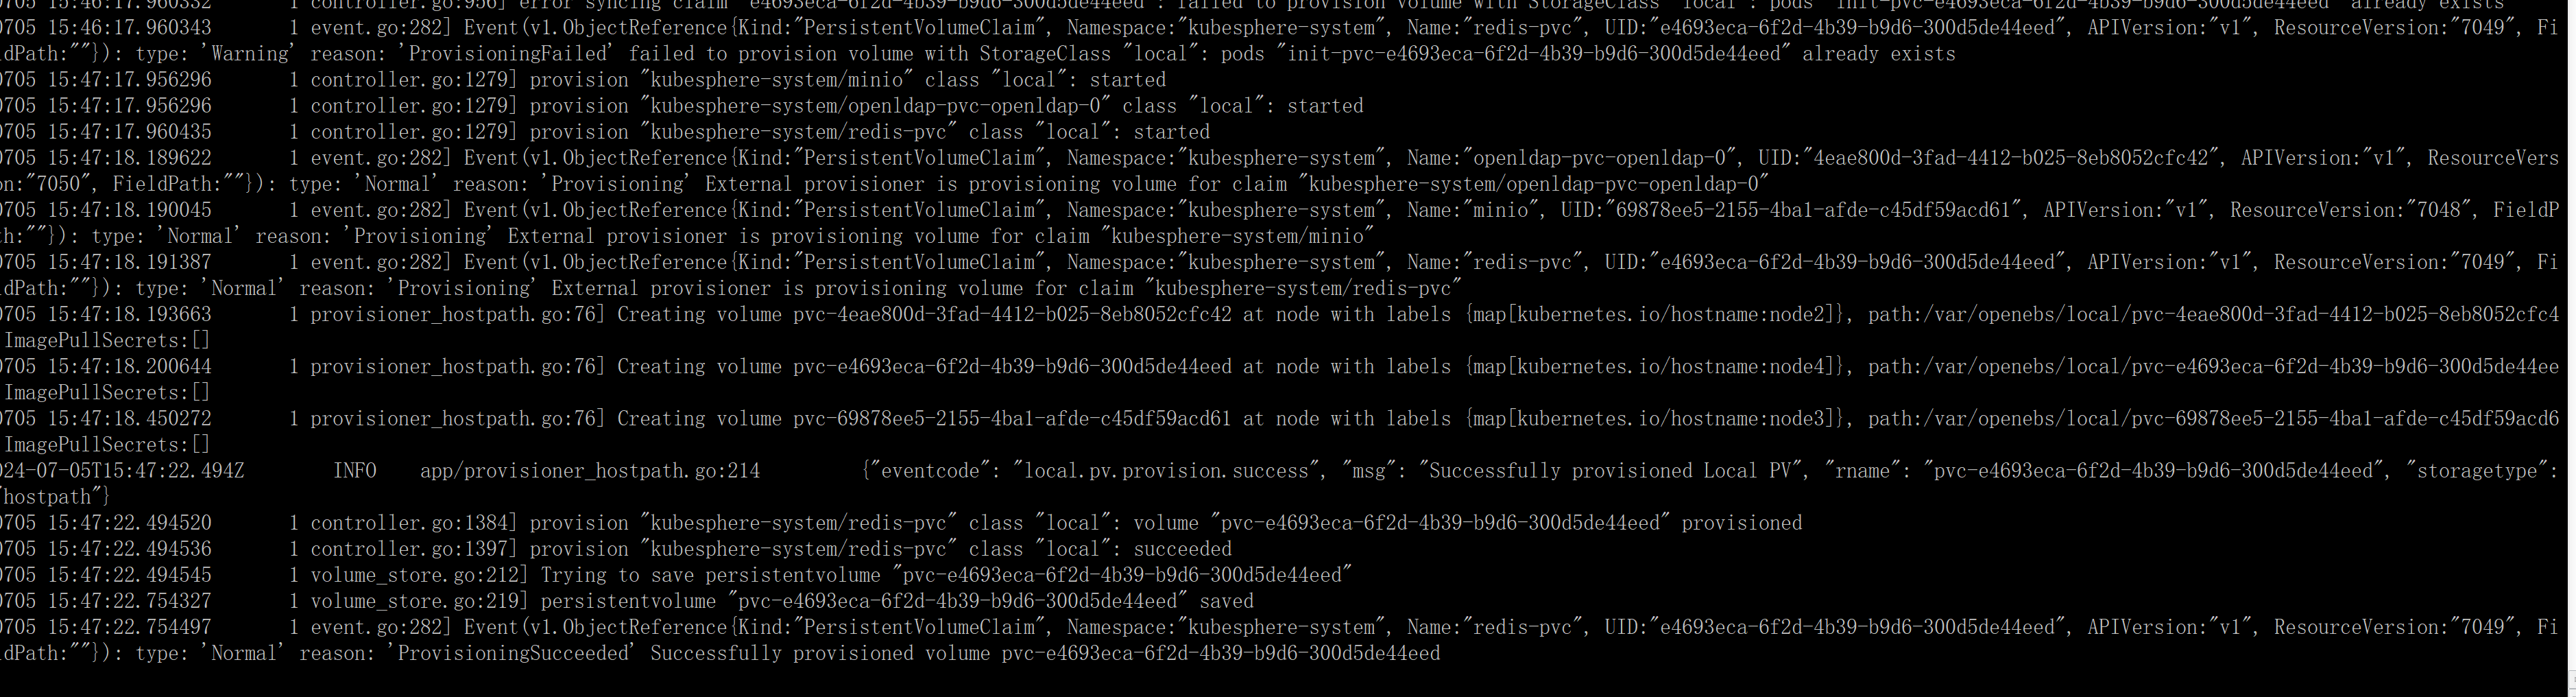 0705 15:46:17.960332 1 controller.go:956] error syncing claim "e4693eca-6f2d-4b39-b9d6-300d5de44eed": failed to provision volume with StorageClass "local": pods "init-pvc-e4693eca-6f2d-4b39-b9d6-300d5de44eed" already exists
0705 15:46:17.960343 1 event.go:282] Event(v1.ObjectReference{Kind:"PersistentVolumeClaim", Namespace:"kubesphere-system", Name:"redis-pvc", UID:"e4693eca-6f2d-4b39-b9d6-300d5de44eed", APIVersion:"v1", ResourceVersion:"7049", Fi
dPath:""}): type: 'Warning' reason: 'ProvisioningFailed' failed to provision volume with StorageClass "local": pods "init-pvc-e4693eca-6f2d-4b39-b9d6-300d5de44eed" already exists
0705 15:47:17.956296 1 controller.go:1279] provision "kubesphere-system/minio" class "local": started
0705 15:47:17.956296 1 controller.go:1279] provision "kubesphere-system/openldap-pvc-openldap-0" class "local": started
0705 15:47:17.960435 1 controller.go:1279] provision "kubesphere-system/redis-pvc" class "local": started
0705 15:47:18.189622 1 event.go:282] Event(v1.ObjectReference{Kind:"PersistentVolumeClaim", Namespace:"kubesphere-system", Name:"openldap-pvc-openldap-0", UID:"4eae800d-3fad-4412-b025-8eb8052cfc42", APIVersion:"v1", ResourceVers
on:"7050", FieldPath:""}): type: 'Normal' reason: 'Provisioning' External provisioner is provisioning volume for claim "kubesphere-system/openldap-pvc-openldap-0"
0705 15:47:18.190045 1 event.go:282] Event(v1.ObjectReference{Kind:"PersistentVolumeClaim", Namespace:"kubesphere-system", Name:"minio", UID:"69878ee5-2155-4ba1-afde-c45df59acd61", APIVersion:"v1", ResourceVersion:"7048", FieldP
th:""}): type: 'Normal' reason: 'Provisioning' External provisioner is provisioning volume for claim "kubesphere-system/minio"
0705 15:47:18.191387 1 event.go:282] Event(v1.ObjectReference{Kind:"PersistentVolumeClaim", Namespace:"kubesphere-system", Name:"redis-pvc", UID:"e4693eca-6f2d-4b39-b9d6-300d5de44eed", APIVersion:"v1", ResourceVersion:"7049", Fi
dPath:""}): type: 'Normal' reason: 'Provisioning' External provisioner is provisioning volume for claim "kubesphere-system/redis-pvc"
0705 15:47:18.193663 1 provisioner_hostpath.go:76] Creating volume pvc-4eae800d-3fad-4412-b025-8eb8052cfc42 at node with labels {map[kubernetes.io/hostname:node2]}, path:/var/openebs/local/pvc-4eae800d-3fad-4412-b025-8eb8052cfc4
ImagePullSecrets:[]
0705 15:47:18.200644 1 provisioner_hostpath.go:76] Creating volume pvc-e4693eca-6f2d-4b39-b9d6-300d5de44eed at node with labels {map[kubernetes.io/hostname:node4]}, path:/var/openebs/local/pvc-e4693eca-6f2d-4b39-b9d6-300d5de44ee
ImagePullSecrets:[]
0705 15:47:18.450272 1 provisioner_hostpath.go:76] Creating volume pvc-69878ee5-2155-4ba1-afde-c45df59acd61 at node with labels {map[kubernetes.io/hostname:node3]}, path:/var/openebs/local/pvc-69878ee5-2155-4ba1-afde-c45df59acd6
ImagePullSecrets:[]
024-07-05T15:47:22.494Z INFO app/provisioner_hostpath.go:214 {"eventcode": "local.pv.provision.success", "msg": "Successfully provisioned Local PV", "rname": "pvc-e4693eca-6f2d-4b39-b9d6-300d5de44eed", "storagetype":
"hostpath"}
0705 15:47:22.494520 1 controller.go:1384] provision "kubesphere-system/redis-pvc" class "local": volume "pvc-e4693eca-6f2d-4b39-b9d6-300d5de44eed" provisioned
0705 15:47:22.494536 1 controller.go:1397] provision "kubesphere-system/redis-pvc" class "local": succeeded
0705 15:47:22.494545 1 volume_store.go:212] Trying to save persistentvolume "pvc-e4693eca-6f2d-4b39-b9d6-300d5de44eed"
0705 15:47:22.754327 1 volume_store.go:219] persistentvolume "pvc-e4693eca-6f2d-4b39-b9d6-300d5de44eed" saved
0705 15:47:22.754497 1 event.go:282] Event(v1.ObjectReference{Kind:"PersistentVolumeClaim", Namespace:"kubesphere-system", Name:"redis-pvc", UID:"e4693eca-6f2d-4b39-b9d6-300d5de44eed", APIVersion:"v1", ResourceVersion:"7049", Fi
dPath:""}): type: 'Normal' reason: 'ProvisioningSucceeded' Successfully provisioned volume pvc-e4693eca-6f2d-4b39-b9d6-300d5de44eed